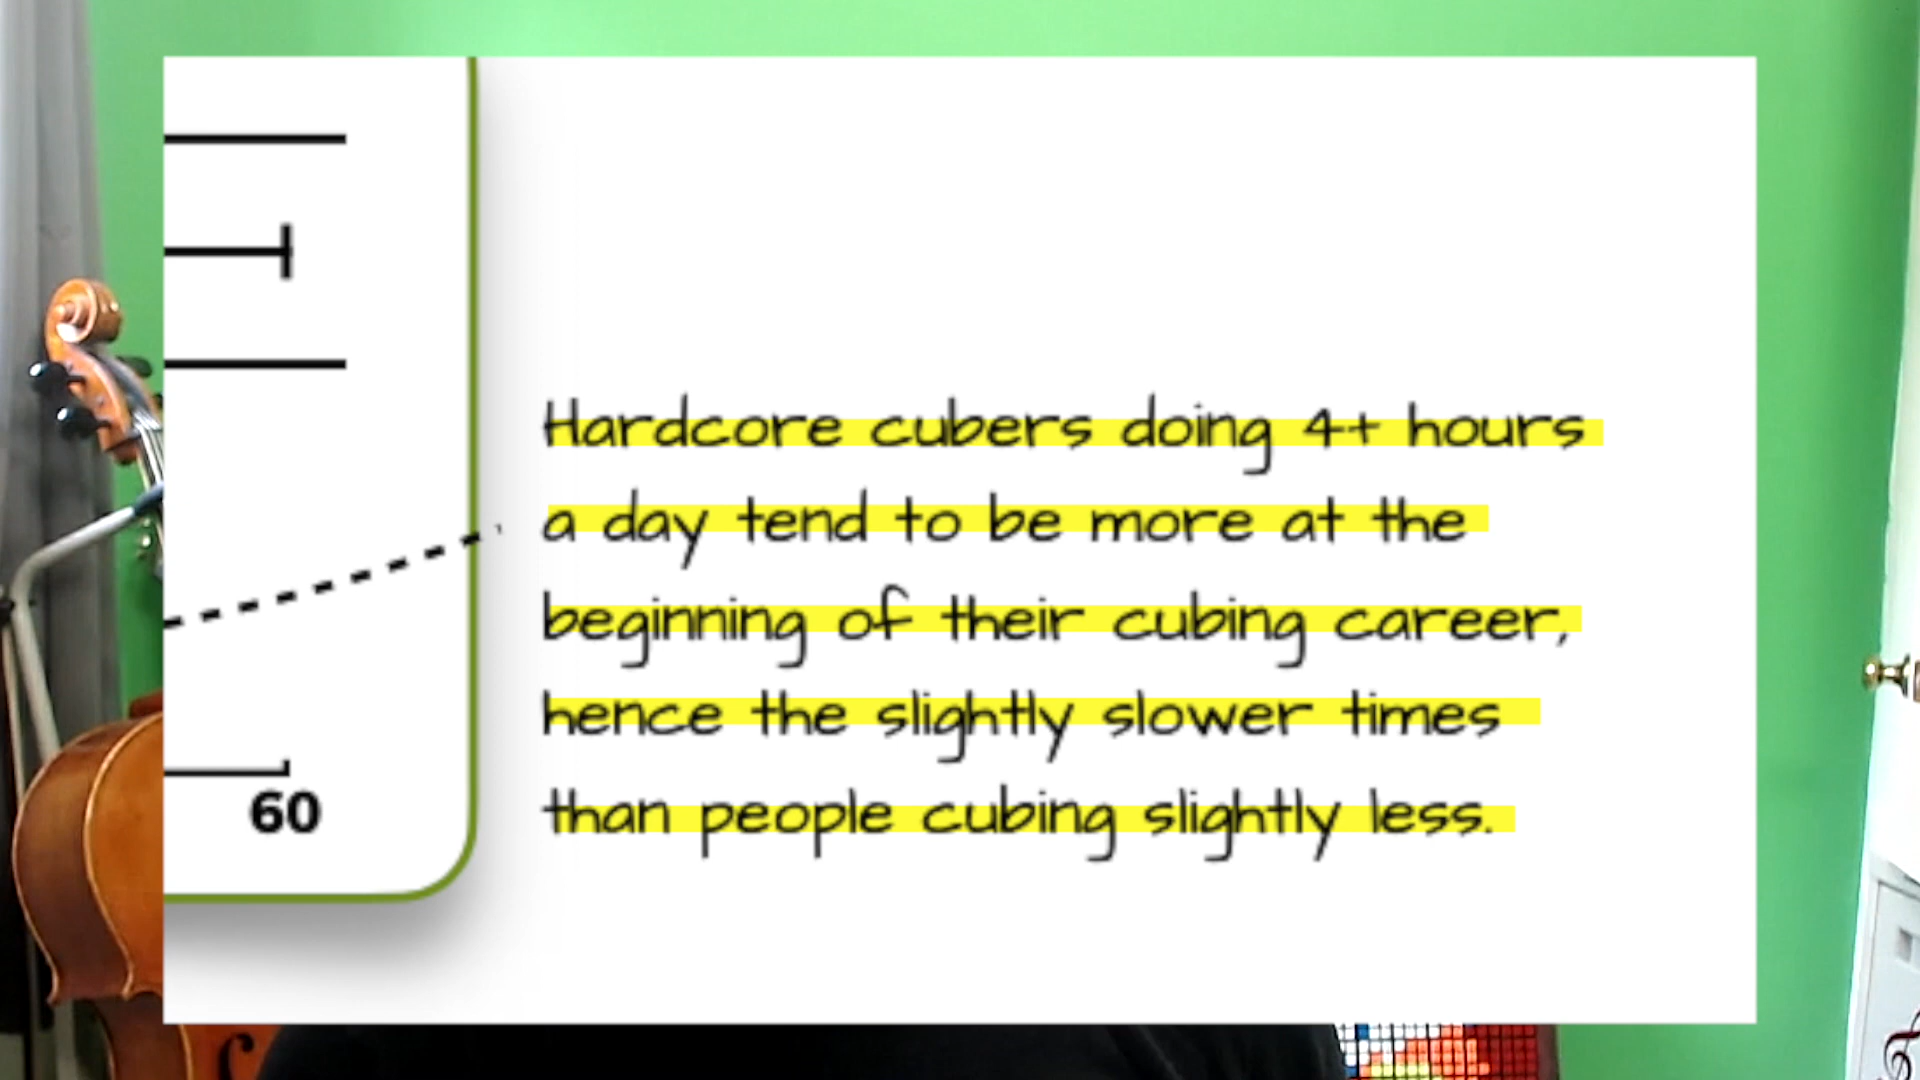 Hardcore cubers doing 4+ hours
a day tend to be more at the
beginning of their cubing career,
hence the slightly slower times
than people cubing slightly less.
60